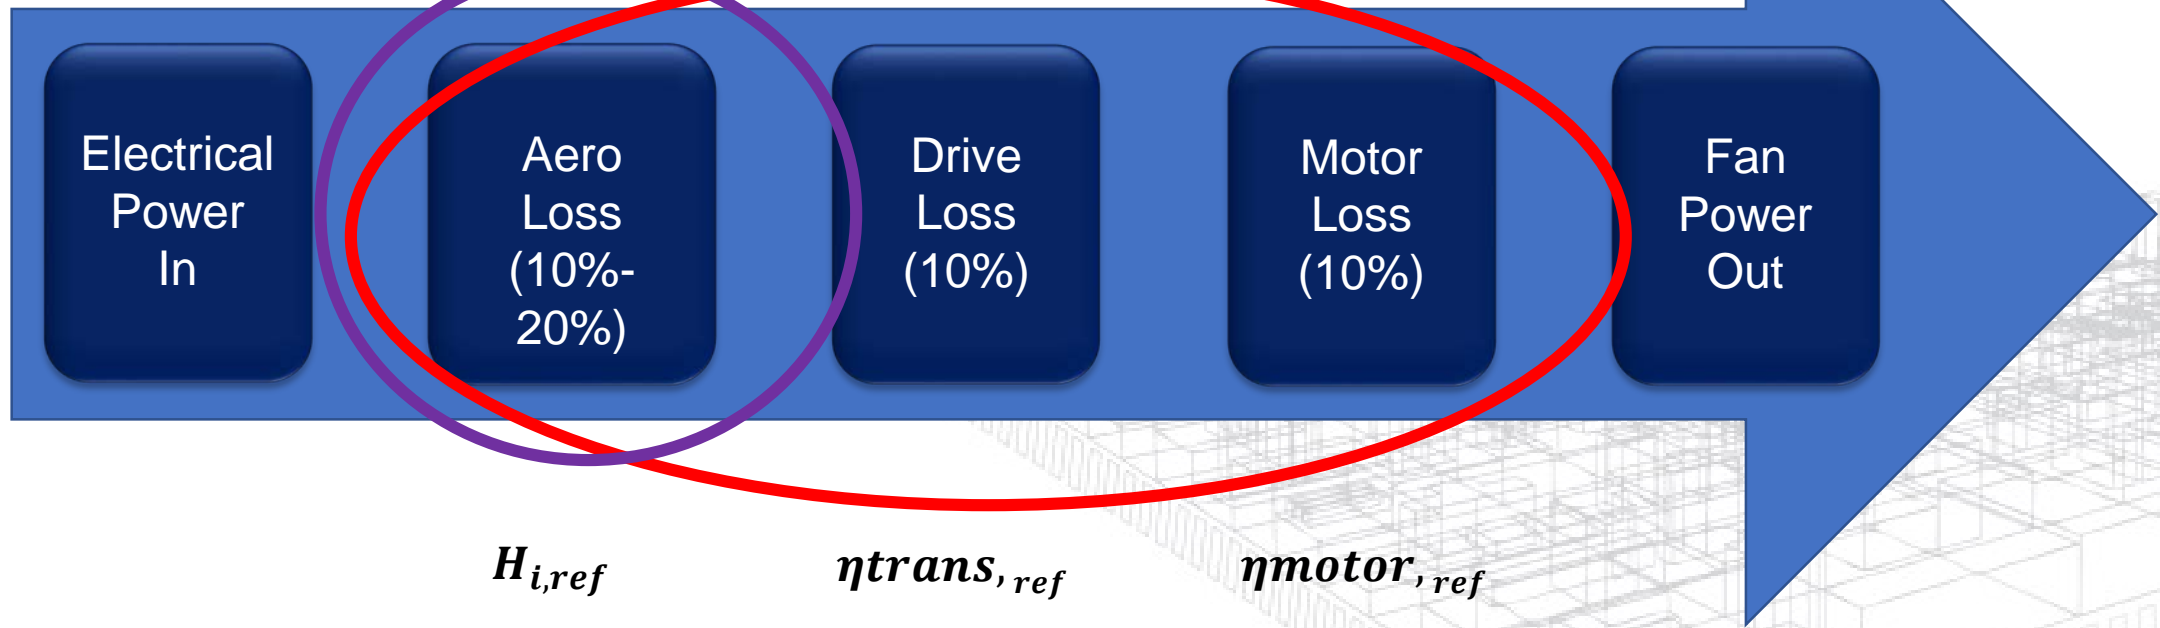 Electrical
Power
In
Aero
Loss
(10%-
20%)
Drive
Loss
(10%)
Motor
Loss
(10%)
Fan
Power
Out
H_{i,ref}
ηtrans,_{ref}
ηmotor,_{ref}